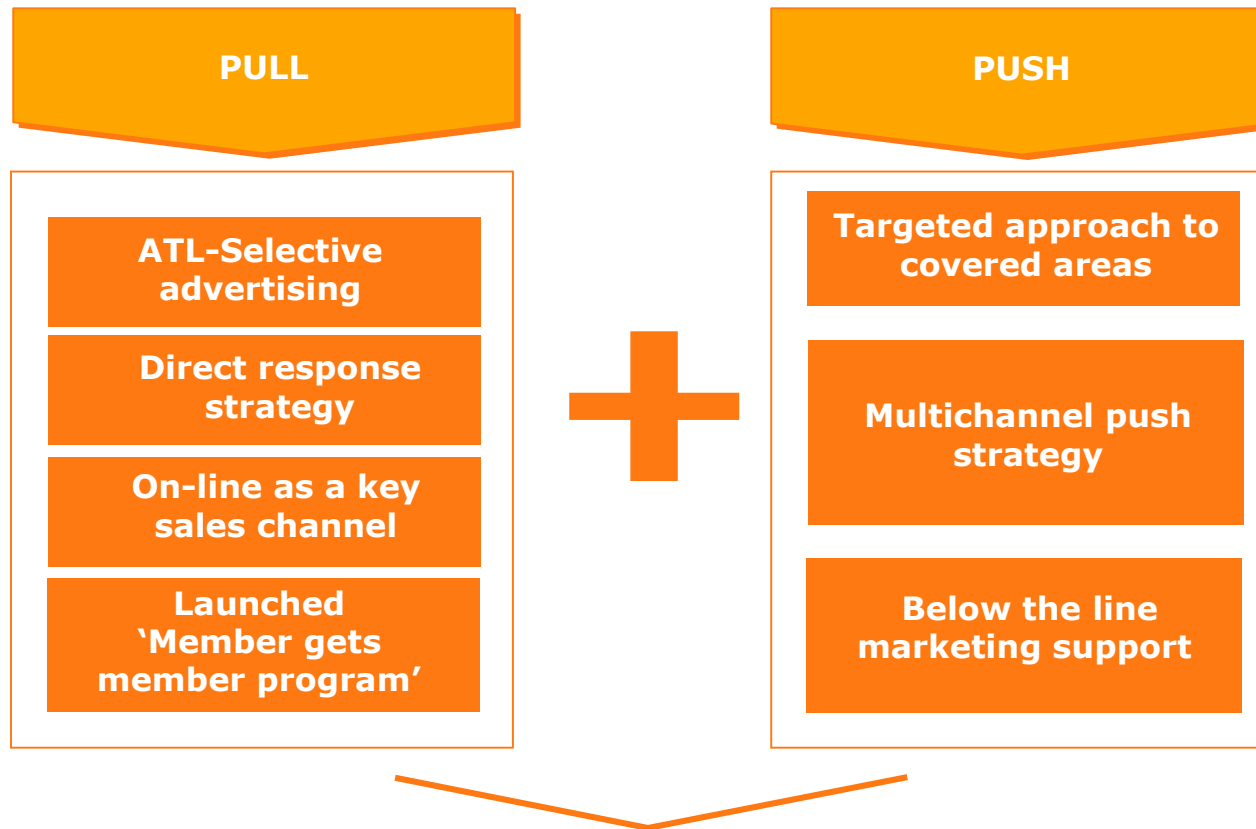 PULL
ATL-Selective
advertising
Direct response
strategy
On-line as a key
sales channel
Launched
‘Member gets
member program’
PUSH
Targeted approach to
covered areas
Multichannel push
strategy
Below the line
marketing support